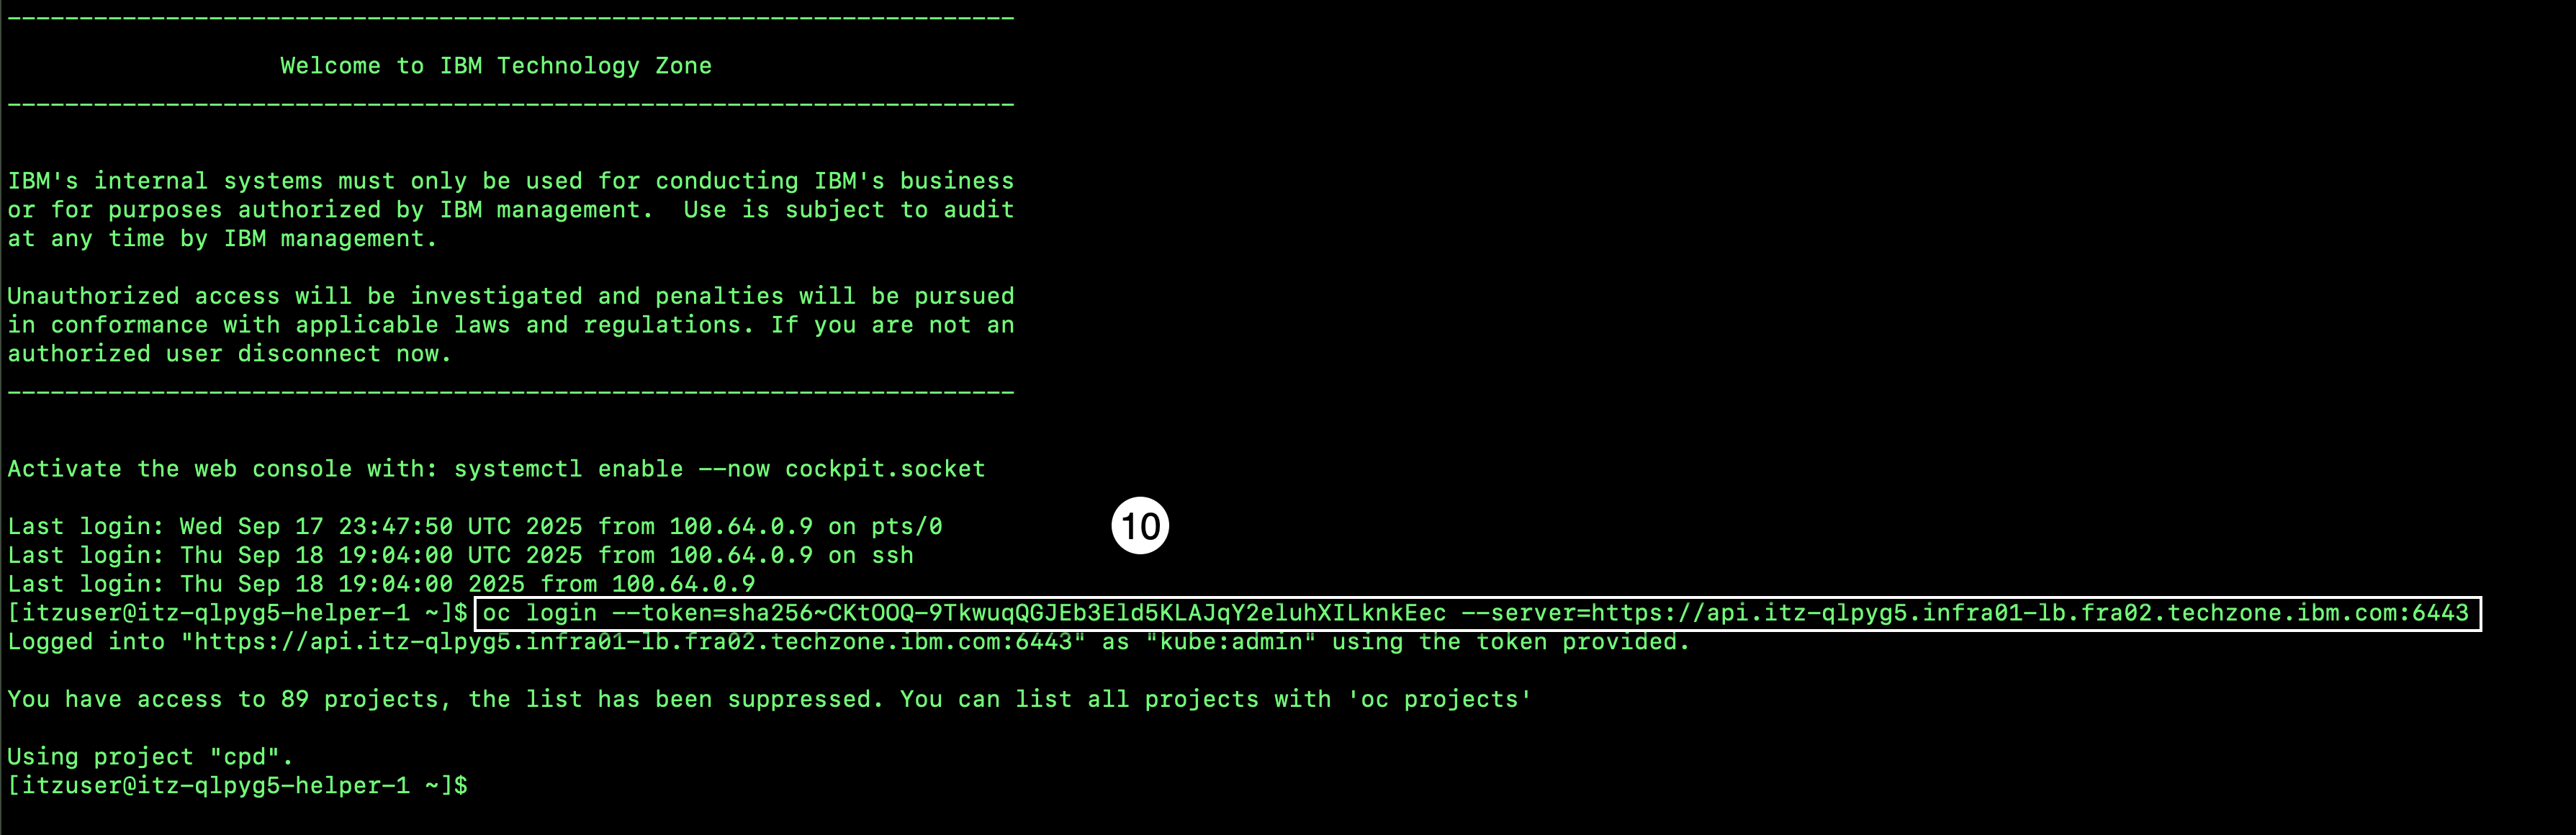 ----------------------------------------------------------------------
Welcome to IBM Technology Zone
----------------------------------------------------------------------
IBM's internal systems must only be used for conducting IBM's business
or for purposes authorized by IBM management.  Use is subject to audit
at any time by IBM management.
Unauthorized access will be investigated and penalties will be pursued
in conformance with applicable laws and regulations. If you are not an
authorized user disconnect now.
----------------------------------------------------------------------
Activate the web console with: systemctl enable --now cockpit.socket
10
Last login: Wed Sep 17 23:47:50 UTC 2025 from 100.64.0.9 on pts/0
Last login: Thu Sep 18 19:04:00 UTC 2025 from 100.64.0.9 on ssh
Last login: Thu Sep 18 19:04:00 2025 from 100.64.0.9
[itzuser@itz-qlpyg5-helper-1 ~]$ oc login --token=sha256~CKtOOQ-9TkwuqQGJEb3Eld5KLAJqY2eluhXILknkEec --server=https://api.itz-qlpyg5.infra01-lb.fra02.techzone.ibm.com:6443
Logged into "https://api.itz-qlpyg5.infra01-lb.fra02.techzone.ibm.com:6443" as "kube:admin" using the token provided.
You have access to 89 projects, the list has been suppressed. You can list all projects with 'oc projects'
Using project "cpd".
[itzuser@itz-qlpyg5-helper-1 ~]$